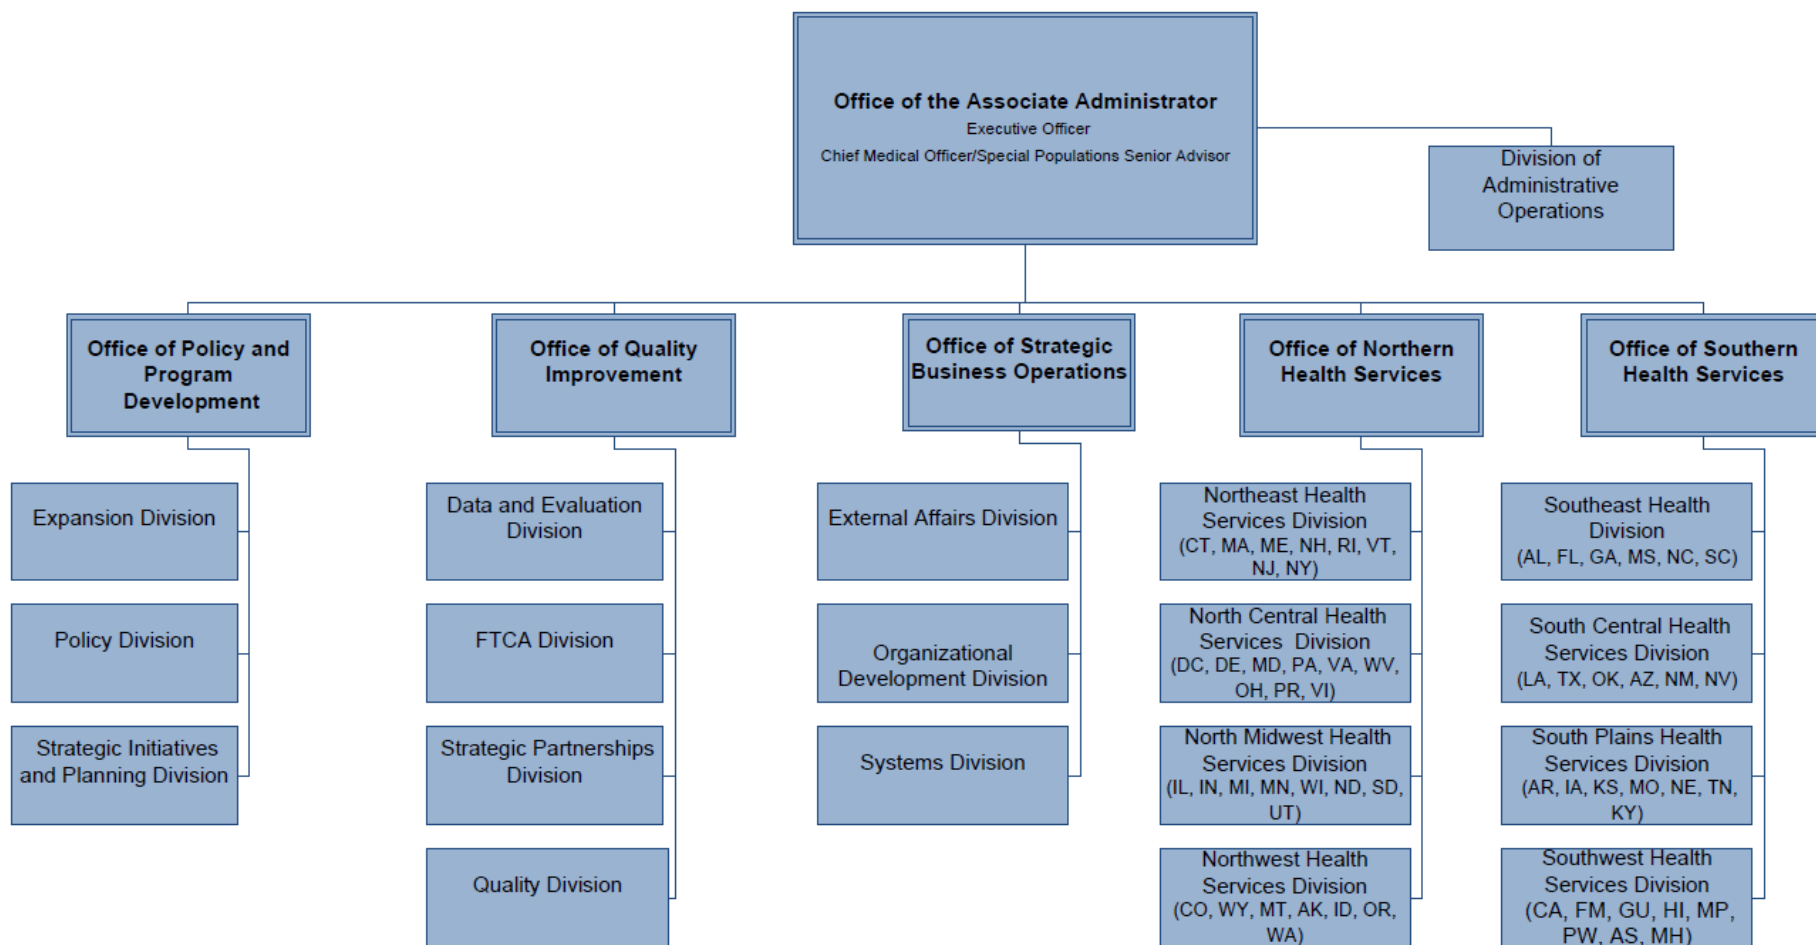 Office of the Associate Administrator
Executive Officer
Chief Medical Officer/Special Populations Senior Advisor
Division of
Administrative
Operations
Office of Policy and
Program
Development
Office of Quality
Improvement
Office of Strategic
Business Operations
Office of Northern
Health Services
Office of Southern
Health Services
Expansion Division
Policy Division
Strategic Initiatives
and Planning Division
Data and Evaluation
Division
FTCA Division
Strategic Partnerships
Division
Quality Division
External Affairs Division
Organizational
Development Division
Systems Division
Northeast Health
Services Division
(CT, MA, ME, NH, RI, VT,
NJ, NY)
North Central Health
Services Division
(DC, DE, MD, PA, VA, WV,
OH, PR, VI)
North Midwest Health
Services Division
(IL, IN, MI, MN, WI, ND, SD,
UT)
Northwest Health
Services Division
(CO, WY, MT, AK, ID, OR,
WA)
Southeast Health
Division
(AL, FL, GA, MS, NC, SC)
South Central Health
Services Division
(LA, TX, OK, AZ, NM, NV)
South Plains Health
Services Division
(AR, IA, KS, MO, NE, TN,
KY)
Southwest Health
Services Division
(CA, FM, GU, HI, MP,
PW, AS, MH)